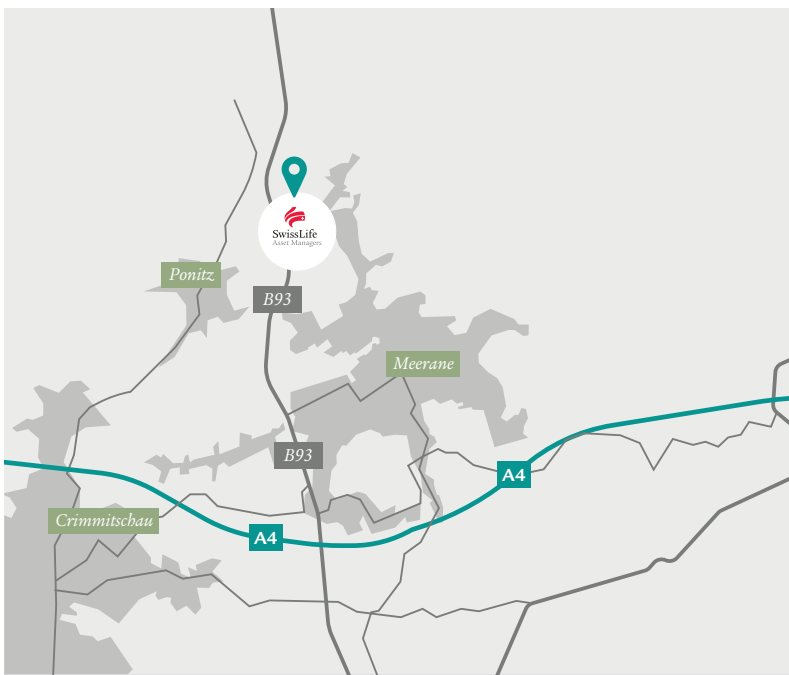 SwissLife
Asset Managers
Ponitz
B93
Meerane
B93
A4
Crimmitschau
A4